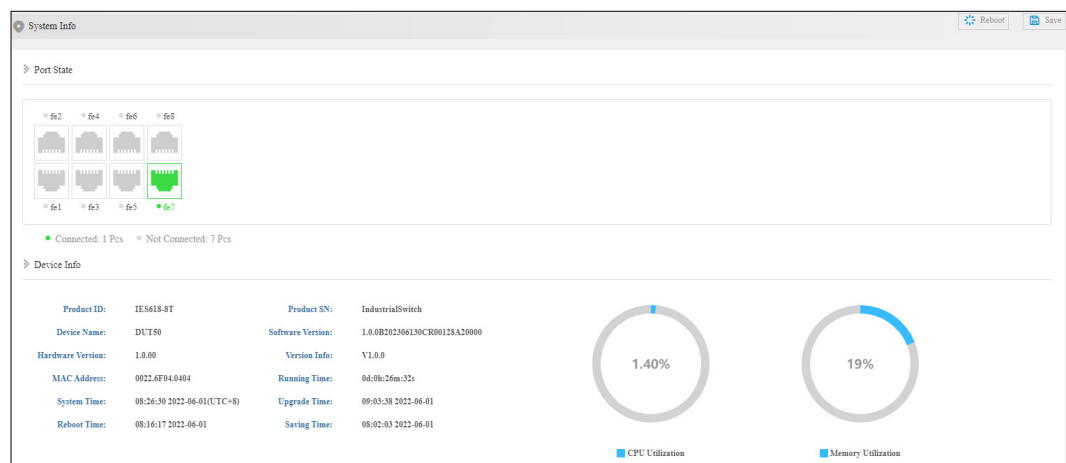 System Info
Reboot
Save
Port State
fe2 fe4 fe6 fe8
fe1 fe3 fe5 fe7
Connected: 1 Pcs Not Connected: 7 Pcs
Device Info
Product ID: IES618-8T Product SN: IndustrialSwitch
Device Name: DUT50 Software Version: 1.0.0B202306130CR00128A20000
Hardware Version: 1.0.00 Version Info: V1.0.0
MAC Address: 0022.6F04.0404 Running Time: 0d:0h:26m:32s
System Time: 08:26:30 2022-06-01(UTC+8) Upgrade Time: 09:03:38 2022-06-01
Reboot Time: 08:16:17 2022-06-01 Saving Time: 08:02:03 2022-06-01
1.40%
19%
CPU Utilization
Memory Utilization